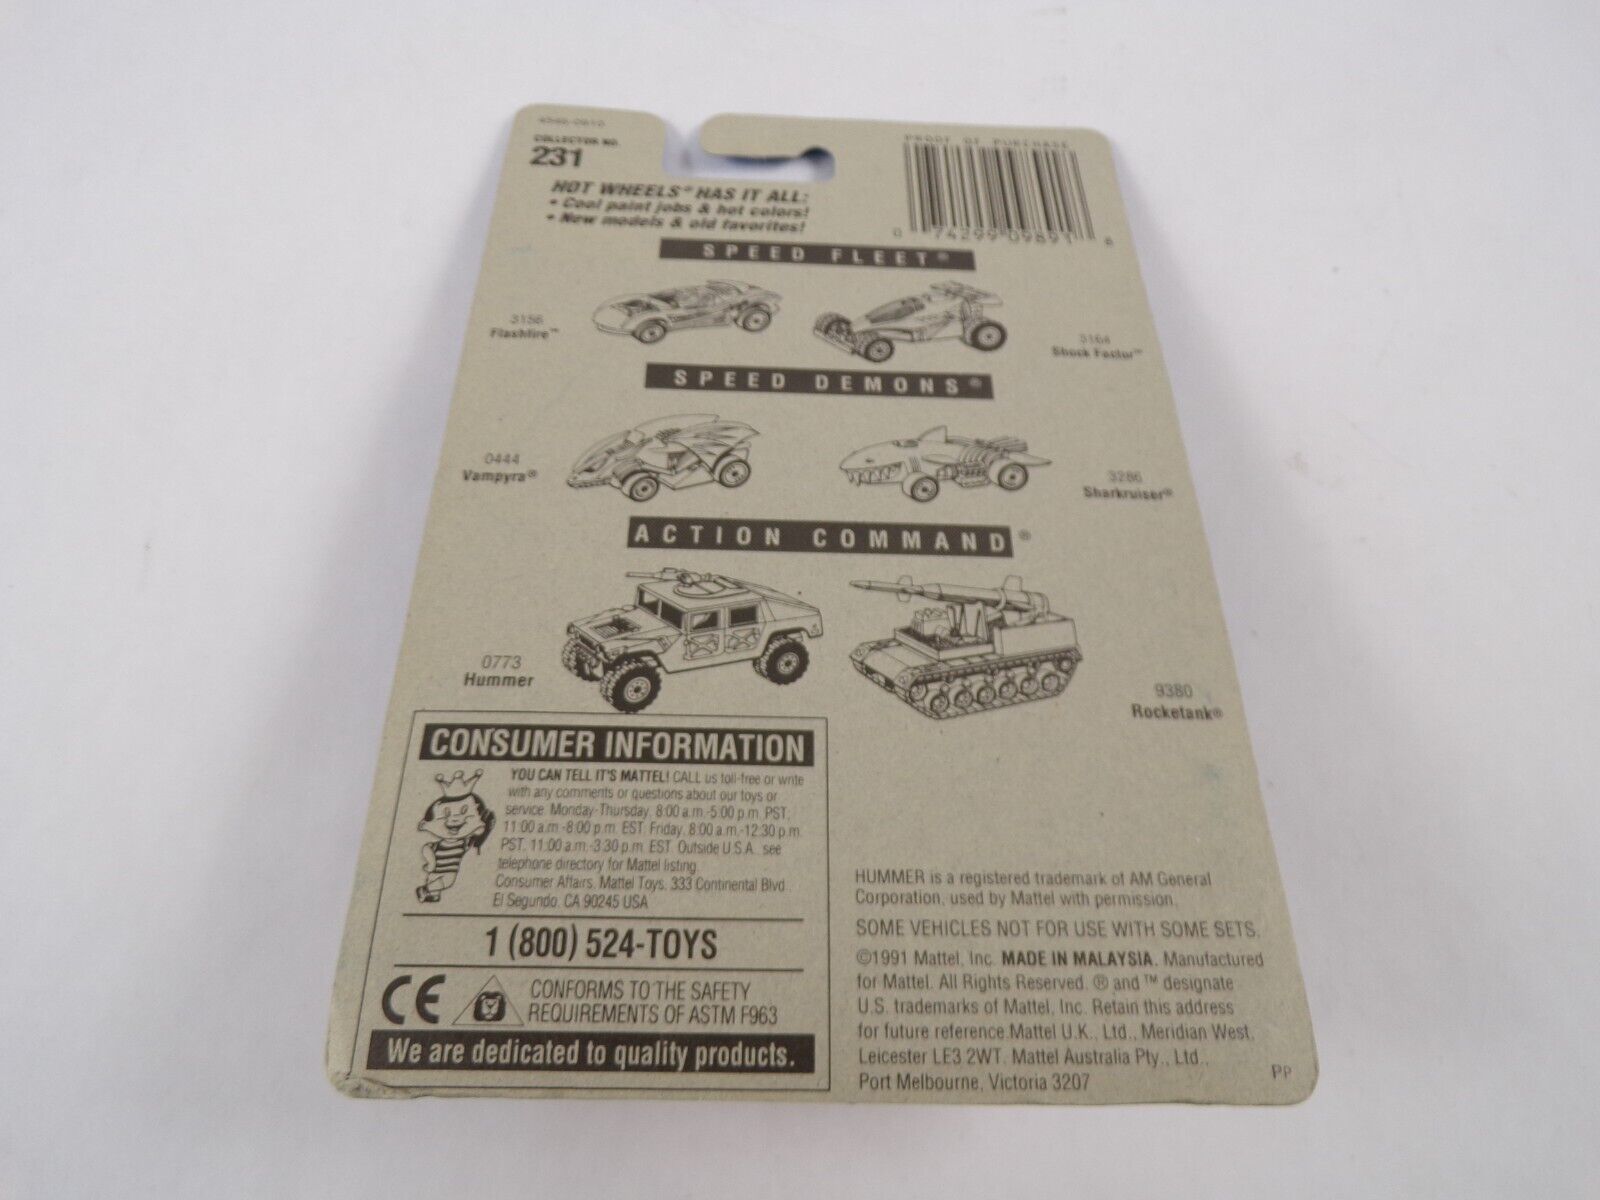 COLLECTOR NO.
231
PROOF OF PURCHASE
0 74299 09891 6
HOT WHEELS® HAS IT ALL:
• Cool paint jobs & hot colors!
• New models & old favorites!
SPEED FLEET®
3156
Flashfire™
3164
Shock Factor™
SPEED DEMONS®
0444
Vampyra®
3286
Sharkruiser®
ACTION COMMAND®
0773
Hummer
9380
Rocketank®
CONSUMER INFORMATION
YOU CAN TELL IT'S MATTEL! CALL us toll-free or write
with any comments or questions about our toys or
service. Monday-Thursday. 8:00 a.m.-5:00 p.m. PST.
11:00 a.m.-8:00 p.m. EST. Friday. 8:00 a.m.-12:30 p.m.
PST. 11:00 a.m.-3:30 p.m. EST. Outside U.S.A. see
telephone directory for Mattel listing.
Consumer Affairs. Mattel Toys. 333 Continental Blvd.
El Segundo. CA 90245 USA
1 (800) 524-TOYS
CE
CONFORMS TO THE SAFETY
REQUIREMENTS OF ASTM F963
We are dedicated to quality products.
HUMMER is a registered trademark of AM General
Corporation, used by Mattel with permission.
SOME VEHICLES NOT FOR USE WITH SOME SETS.
©1991 Mattel, Inc. MADE IN MALAYSIA. Manufactured
for Mattel. All Rights Reserved. ® and ™ designate
U.S. trademarks of Mattel, Inc. Retain this address
for future reference.Mattel U.K., Ltd., Meridian West,
Leicester LE3 2WT. Mattel Australia Pty., Ltd.,
Port Melbourne, Victoria 3207
PP